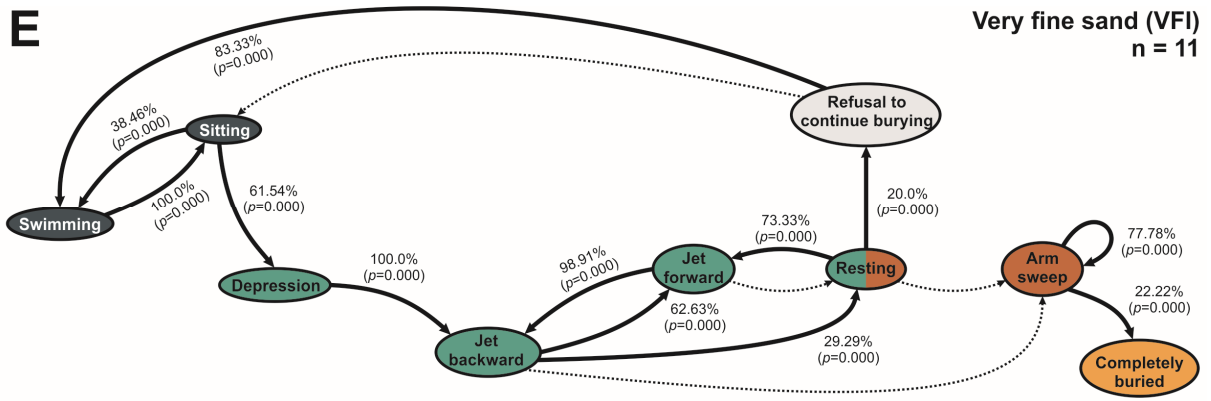 E
Very fine sand (VFI)
n = 11
83.33%
(p=0.000)
38.46%
(p=0.000)
Sitting
Refusal to
continue burying
100.0%
(p=0.000)
61.54%
(p=0.000)
20.0%
(p=0.000)
Swimming
73.33%
(p=0.000)
77.78%
(p=0.000)
98.91%
(p=0.000)
Jet
forward
Resting
Arm
sweep
100.0%
(p=0.000)
Depression
62.63%
(p=0.000)
22.22%
(p=0.000)
Jet
backward
29.29%
(p=0.000)
Completely
buried